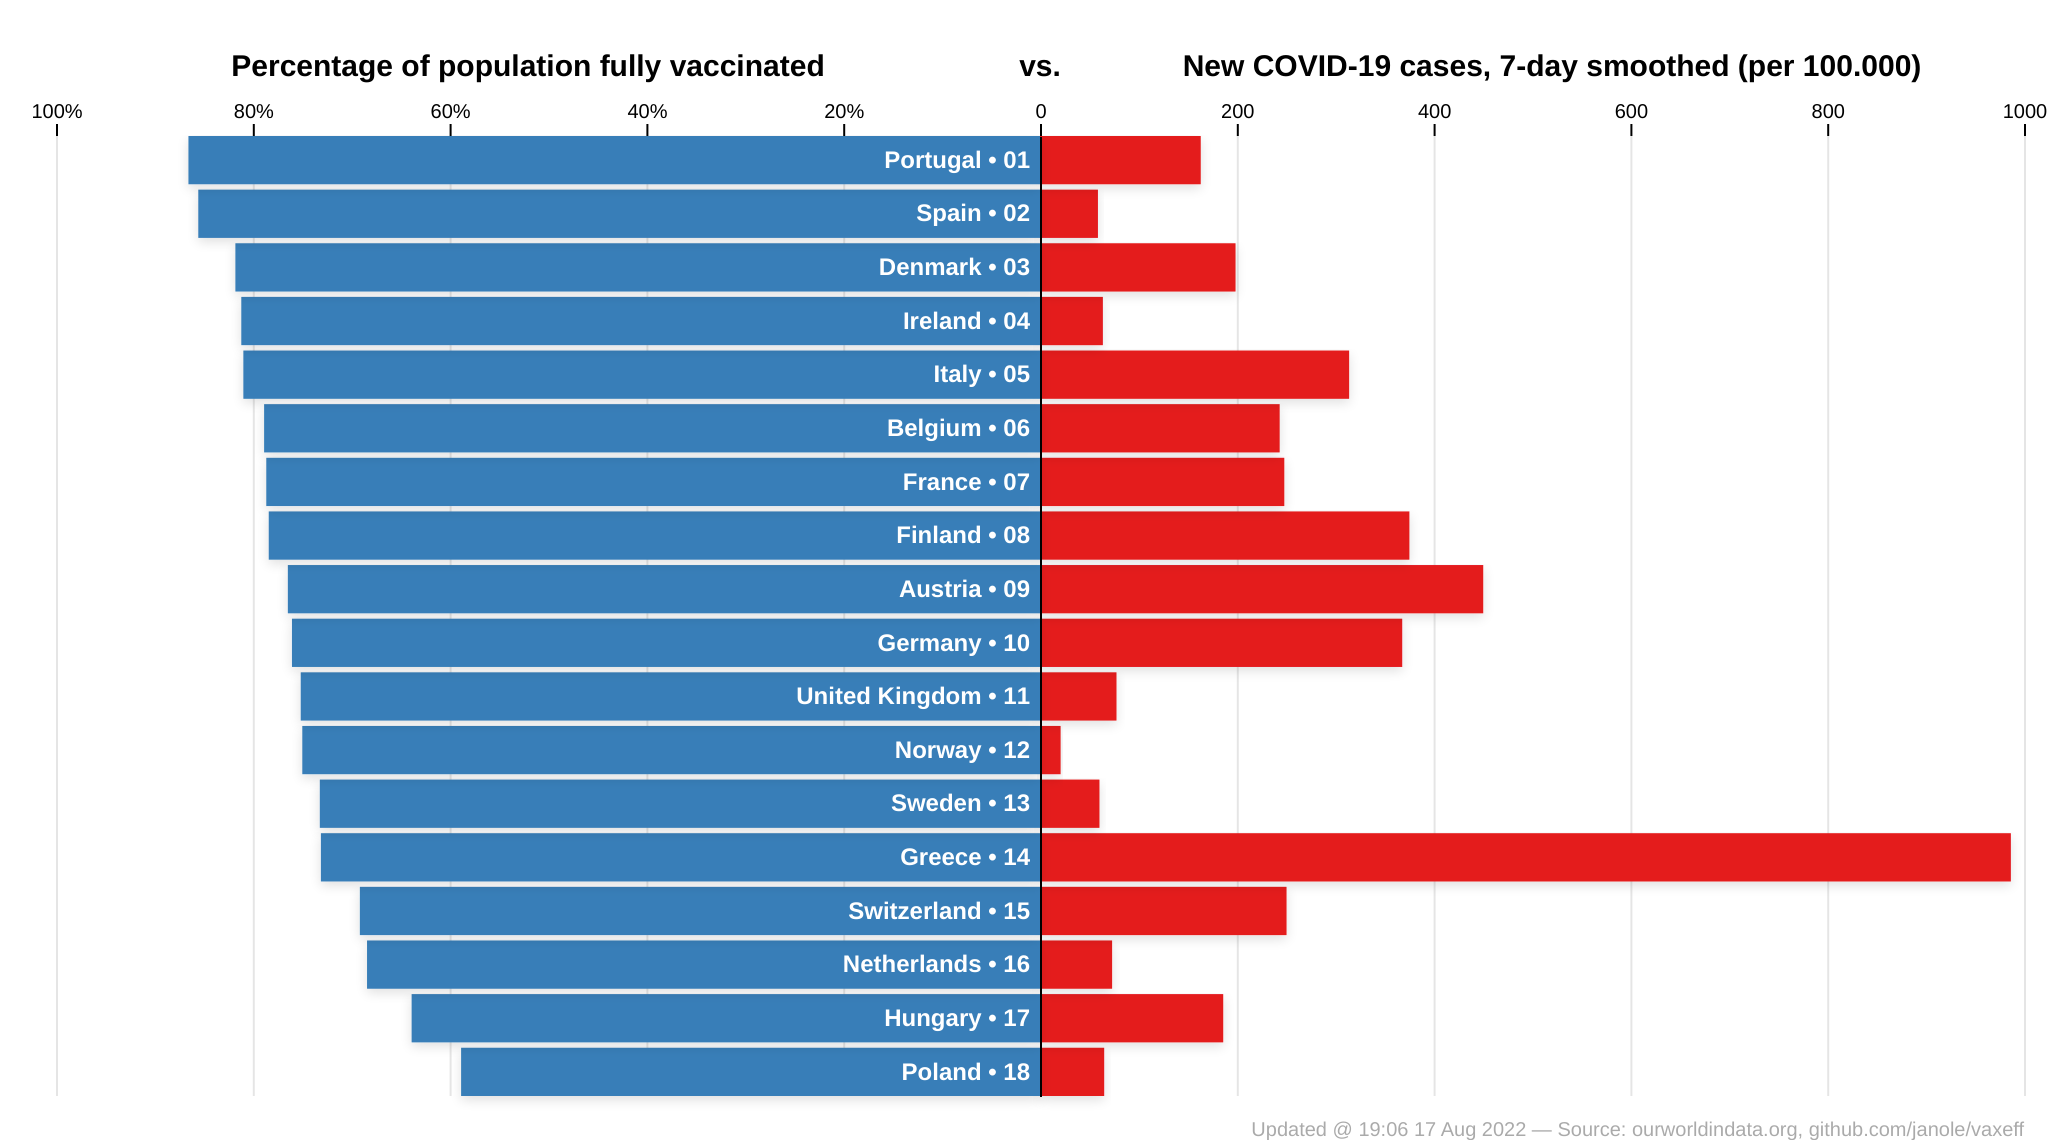 Percentage of population fully vaccinated vs. New COVID-19 cases, 7-day smoothed (per 100.000)
100% 80% 60% 40% 20% 0 200 400 600 800 1000
Portugal • 01
Spain • 02
Denmark • 03
Ireland • 04
Italy • 05
Belgium • 06
France • 07
Finland • 08
Austria • 09
Germany • 10
United Kingdom • 11
Norway • 12
Sweden • 13
Greece • 14
Switzerland • 15
Netherlands • 16
Hungary • 17
Poland • 18
Updated @ 19:06 17 Aug 2022 — Source: ourworldindata.org, github.com/janole/vaxeff